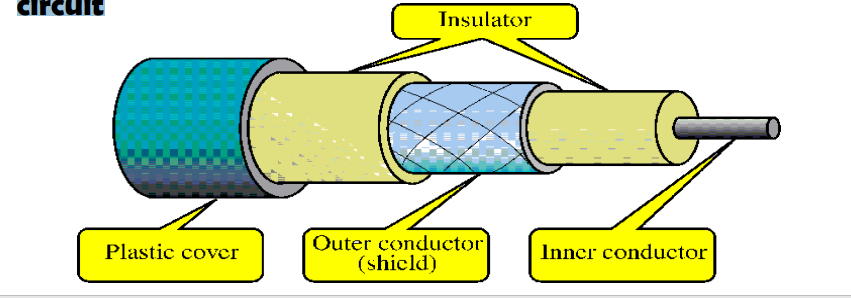 circuit
Insulator
Plastic cover
Outer conductor
(shield)
Inner conductor